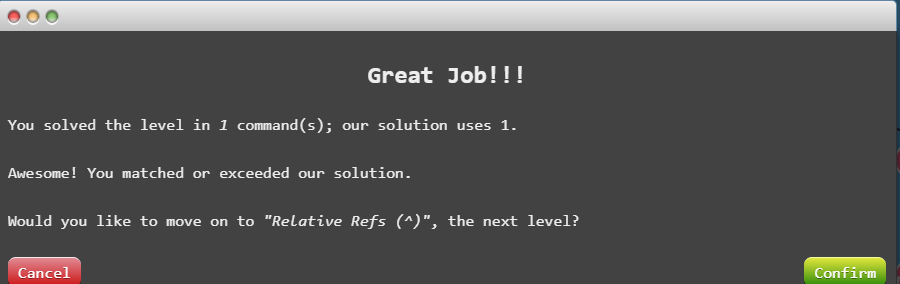 Great Job!!!
You solved the level in 1 command(s); our solution uses 1.
Awesome! You matched or exceeded our solution.
Would you like to move on to "Relative Refs (^)", the next level?
Cancel
Confirm